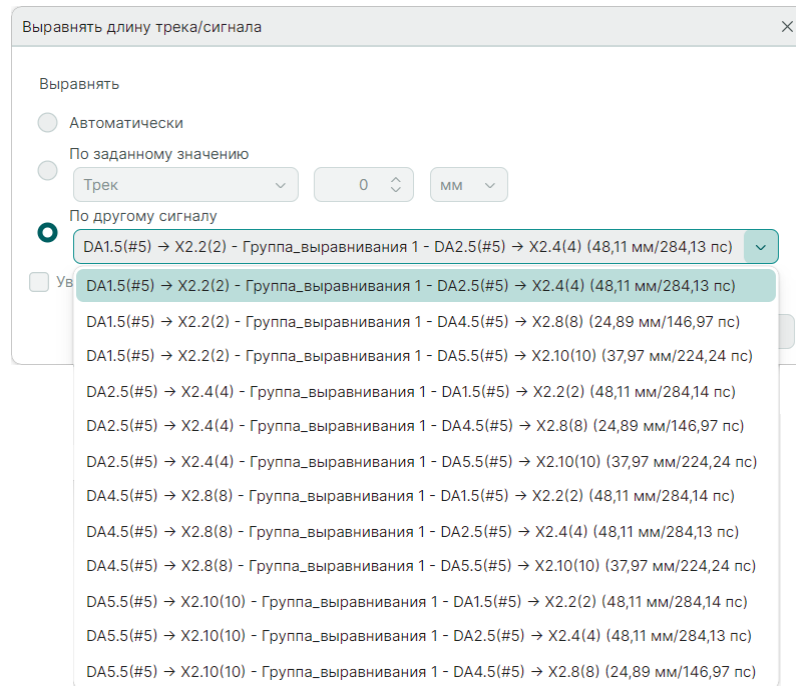 Выравнять длину трека/сигнала
Выравнять
Автоматически
По заданному значению
Трек 0 мм
По другому сигналу
DA1.5(#5) → X2.2(2) - Группа_выравнивания 1 - DA2.5(#5) → X2.4(4) (48,11 мм/284,13 пс)
Ув
DA1.5(#5) → X2.2(2) - Группа_выравнивания 1 - DA2.5(#5) → X2.4(4) (48,11 мм/284,13 пс)
DA1.5(#5) → X2.2(2) - Группа_выравнивания 1 - DA4.5(#5) → X2.8(8) (24,89 мм/146,97 пс)
DA1.5(#5) → X2.2(2) - Группа_выравнивания 1 - DA5.5(#5) → X2.10(10) (37,97 мм/224,24 пс)
DA2.5(#5) → X2.4(4) - Группа_выравнивания 1 - DA1.5(#5) → X2.2(2) (48,11 мм/284,14 пс)
DA2.5(#5) → X2.4(4) - Группа_выравнивания 1 - DA4.5(#5) → X2.8(8) (24,89 мм/146,97 пс)
DA2.5(#5) → X2.4(4) - Группа_выравнивания 1 - DA5.5(#5) → X2.10(10) (37,97 мм/224,24 пс)
DA4.5(#5) → X2.8(8) - Группа_выравнивания 1 - DA1.5(#5) → X2.2(2) (48,11 мм/284,14 пс)
DA4.5(#5) → X2.8(8) - Группа_выравнивания 1 - DA2.5(#5) → X2.4(4) (48,11 мм/284,13 пс)
DA4.5(#5) → X2.8(8) - Группа_выравнивания 1 - DA5.5(#5) → X2.10(10) (37,97 мм/224,24 пс)
DA5.5(#5) → X2.10(10) - Группа_выравнивания 1 - DA1.5(#5) → X2.2(2) (48,11 мм/284,14 пс)
DA5.5(#5) → X2.10(10) - Группа_выравнивания 1 - DA2.5(#5) → X2.4(4) (48,11 мм/284,13 пс)
DA5.5(#5) → X2.10(10) - Группа_выравнивания 1 - DA4.5(#5) → X2.8(8) (24,89 мм/146,97 пс)